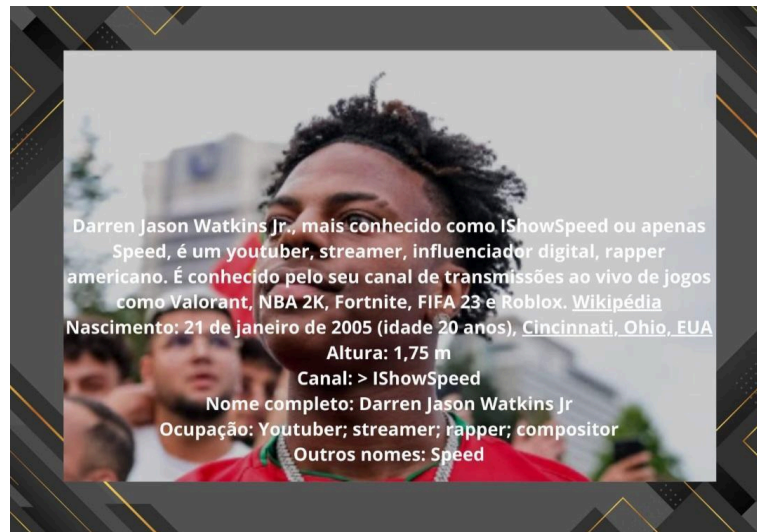 Darren Jason Watkins Jr., mais conhecido como IShowSpeed ou apenas
Speed, é um youtuber, streamer, influenciador digital, rapper
americano. É conhecido pelo seu canal de transmissões ao vivo de jogos
como Valorant, NBA 2K, Fortnite, FIFA 23 e Roblox. Wikipédia
Nascimento: 21 de janeiro de 2005 (idade 20 anos), Cincinnati, Ohio, EUA
Altura: 1,75 m
Canal: > IShowSpeed
Nome completo: Darren Jason Watkins Jr
Ocupação: Youtuber; streamer; rapper; compositor
Outros nomes: Speed